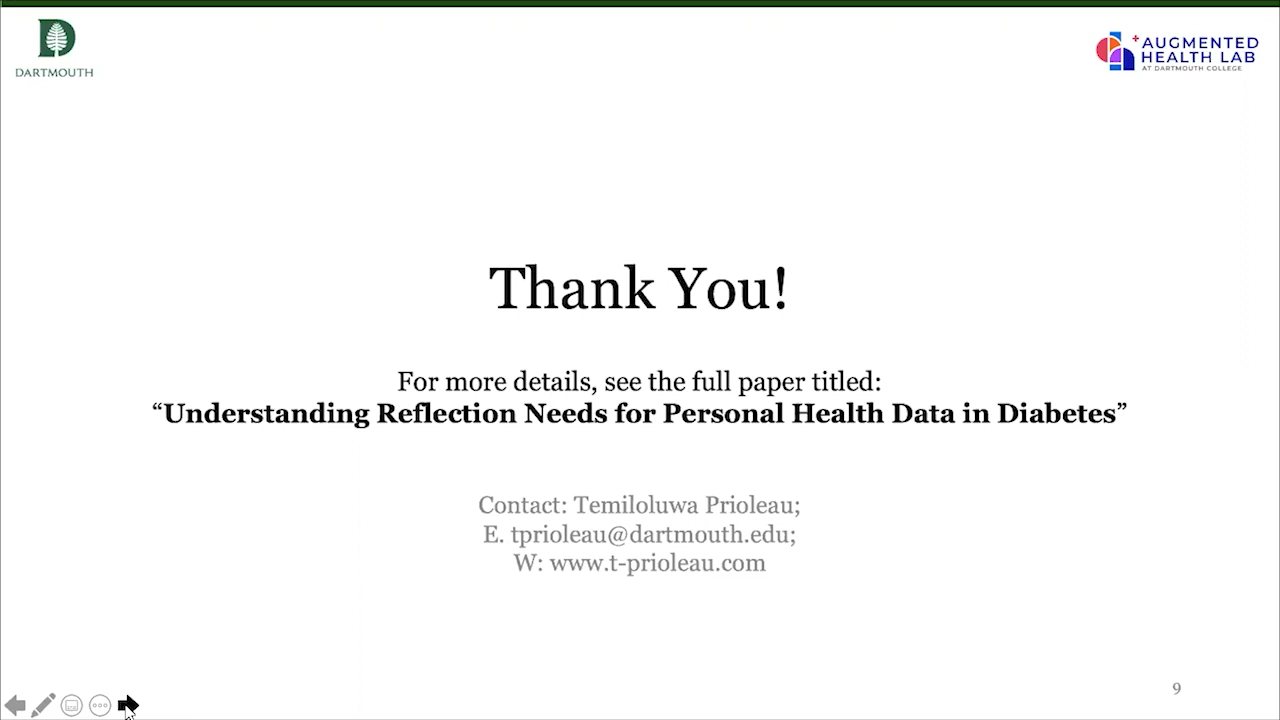 D
DARTMOUTH
AUGMENTED
HEALTH LAB
AT DARTMOUTH COLLEGE
Thank You!
For more details, see the full paper titled:
“Understanding Reflection Needs for Personal Health Data in Diabetes”
Contact: Temiloluwa Prioleau;
E. tprioleau@dartmouth.edu;
W: www.t-prioleau.com
9